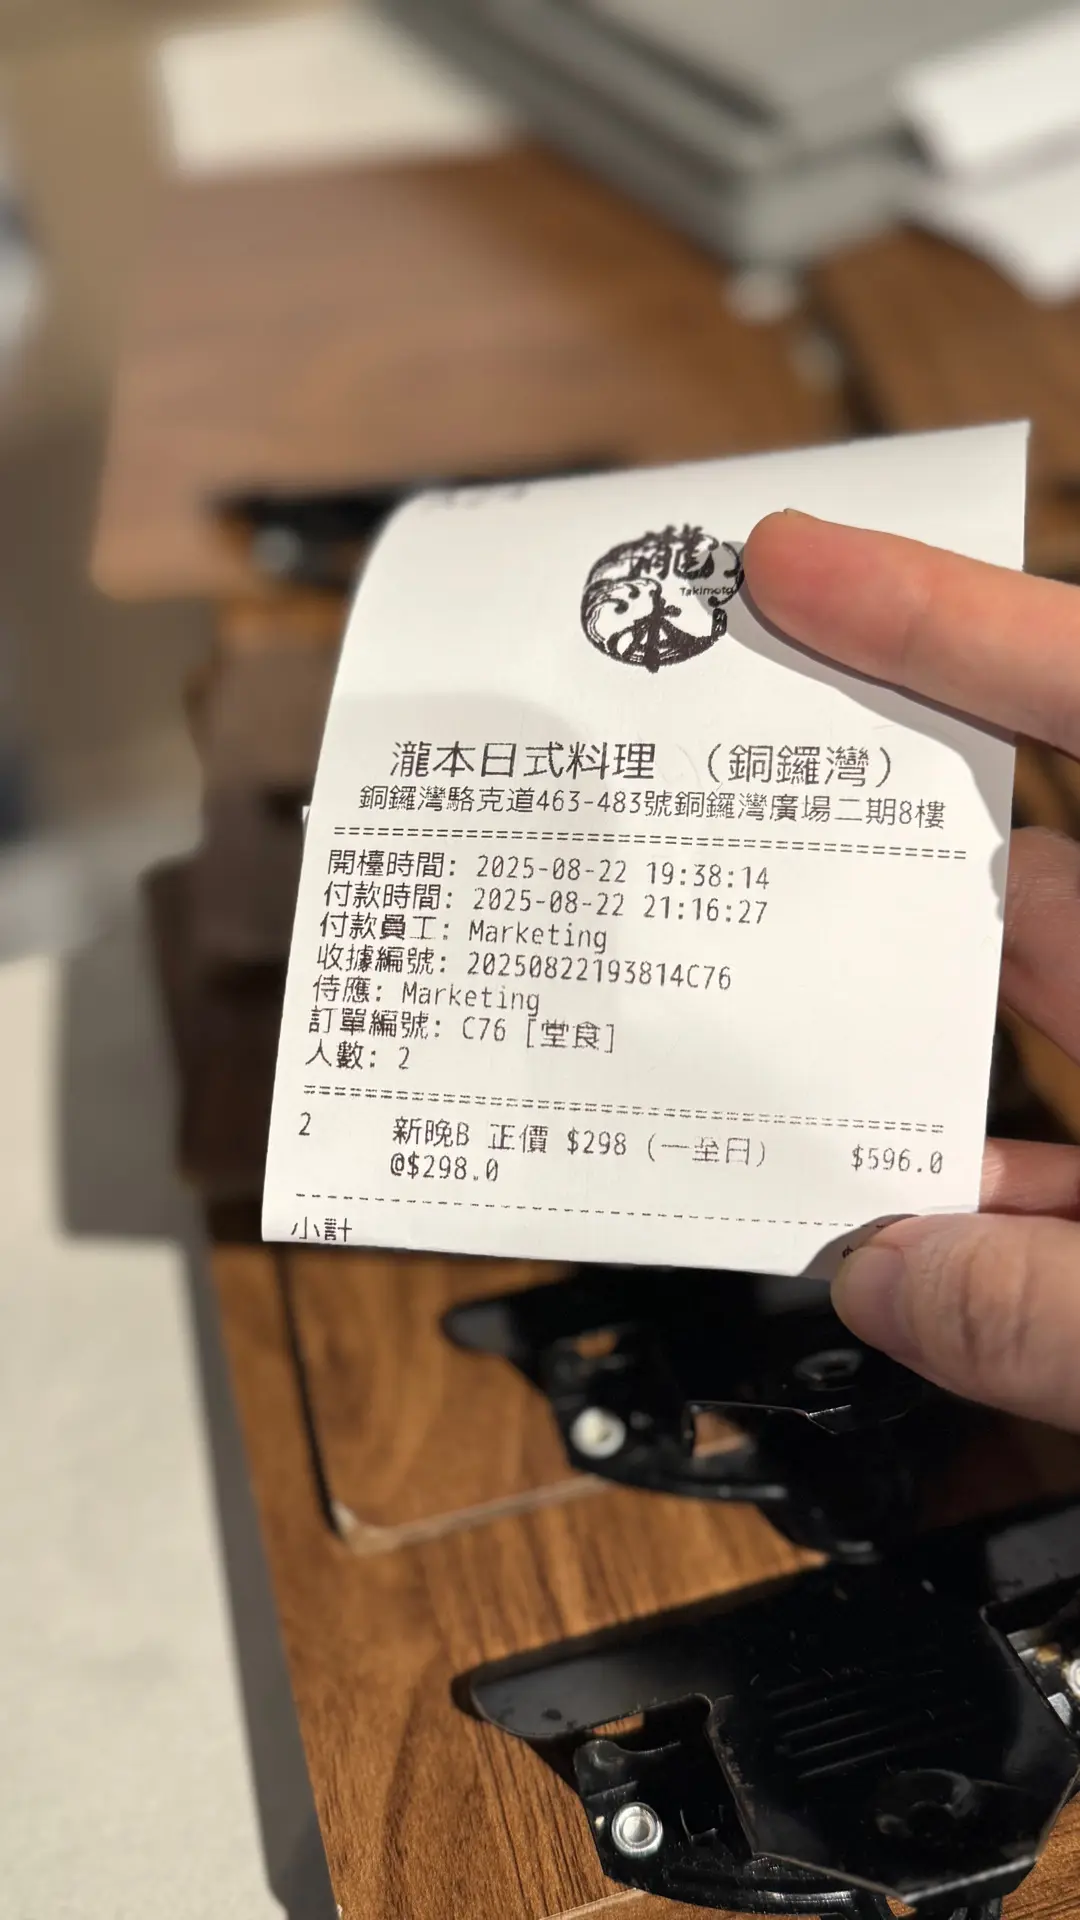 瀧本
Takimoto
瀧本日式料理 (銅鑼灣)
銅鑼灣駱克道463-483號銅鑼灣廣場二期8樓
========================================
開檯時間: 2025-08-22 19:38:14
付款時間: 2025-08-22 21:16:27
付款員工: Marketing
收據編號: 20250822193814C76
侍應: Marketing
訂單編號: C76 [堂食]
人數: 2
========================================
2 新晚B 正價 $298 (一至日) $596.0
@$298.0
----------------------------------------
小計